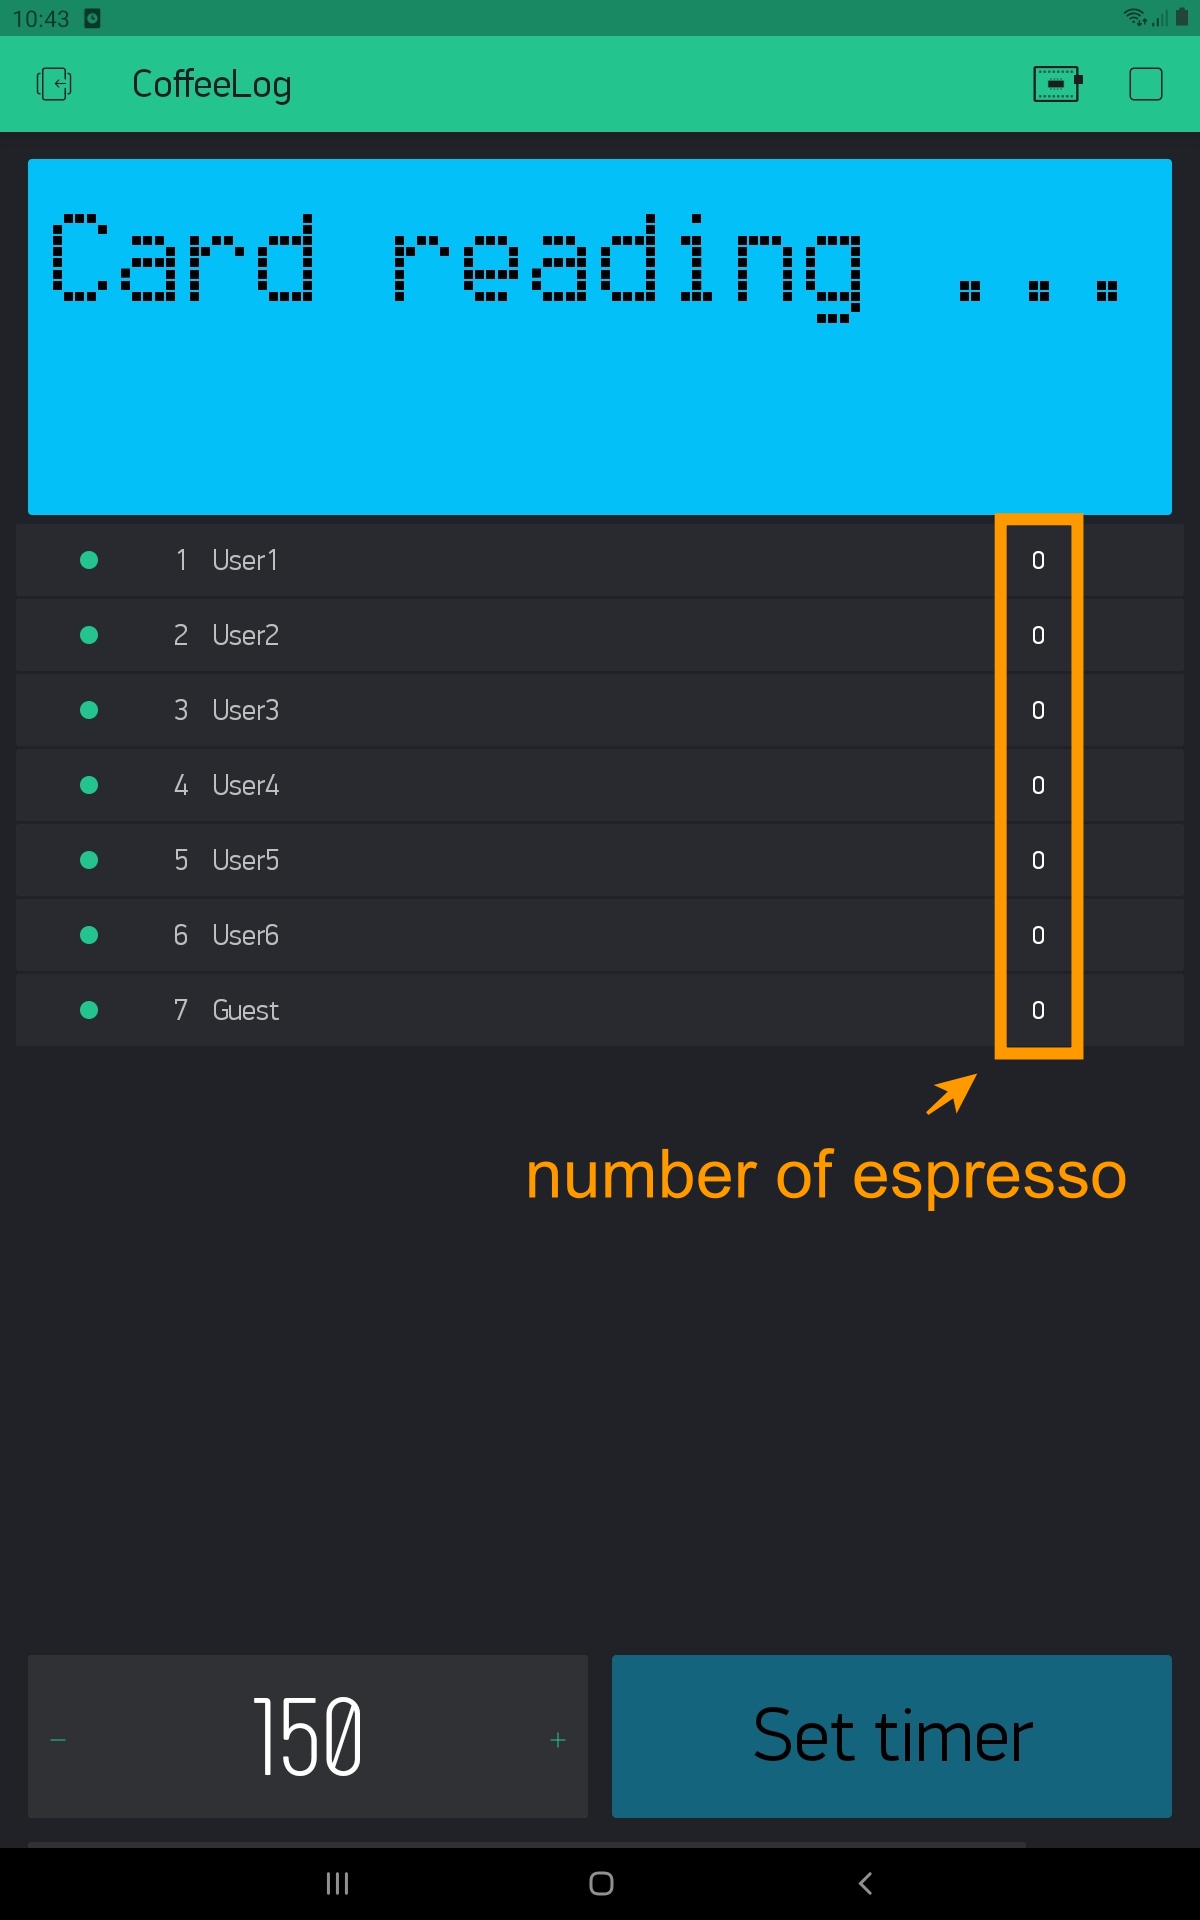 10:43
CoffeeLog
Card reading ...
1 User1 0
2 User2 0
3 User3 0
4 User4 0
5 User5 0
6 User6 0
7 Guest 0
number of espresso
− 150 +
Set timer